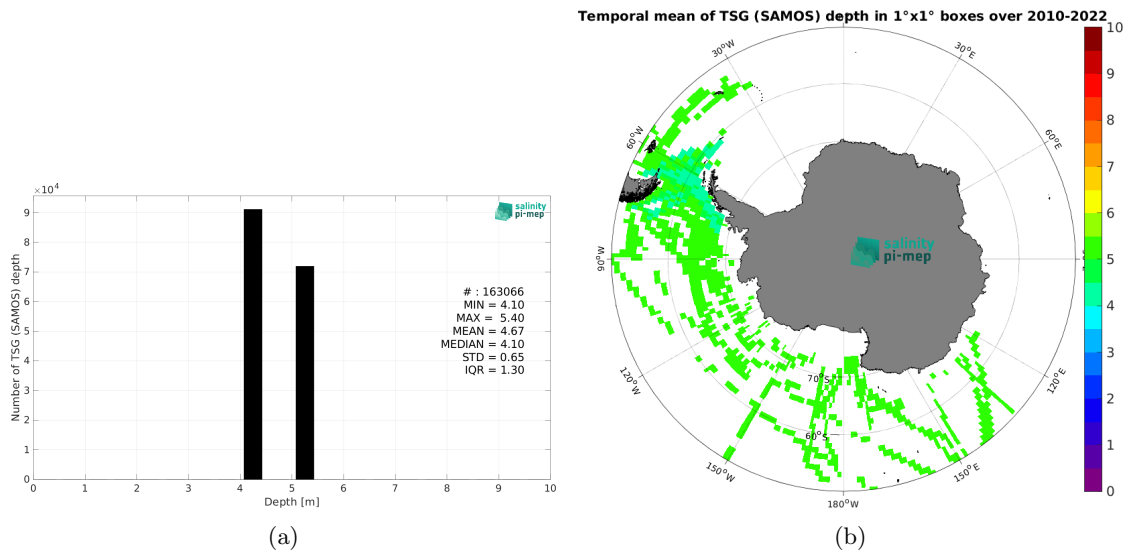 ×10⁴
9
8
7
6
5
4
3
2
1
0
Number of TSG (SAMOS) depth
salinity
pi-mep
# : 163066
MIN = 4.10
MAX = 5.40
MEAN = 4.67
MEDIAN = 4.10
STD = 0.65
IQR = 1.30
0 1 2 3 4 5 6 7 8 9 10
Depth [m]
(a)
Temporal mean of TSG (SAMOS) depth in 1°x1° boxes over 2010-2022
30°W
30°E
60°W
60°E
90°W
salinity
pi-mep
120°W
120°E
70°S
60°S
150°W
150°E
180°W
10
9
8
7
6
5
4
3
2
1
0
(b)